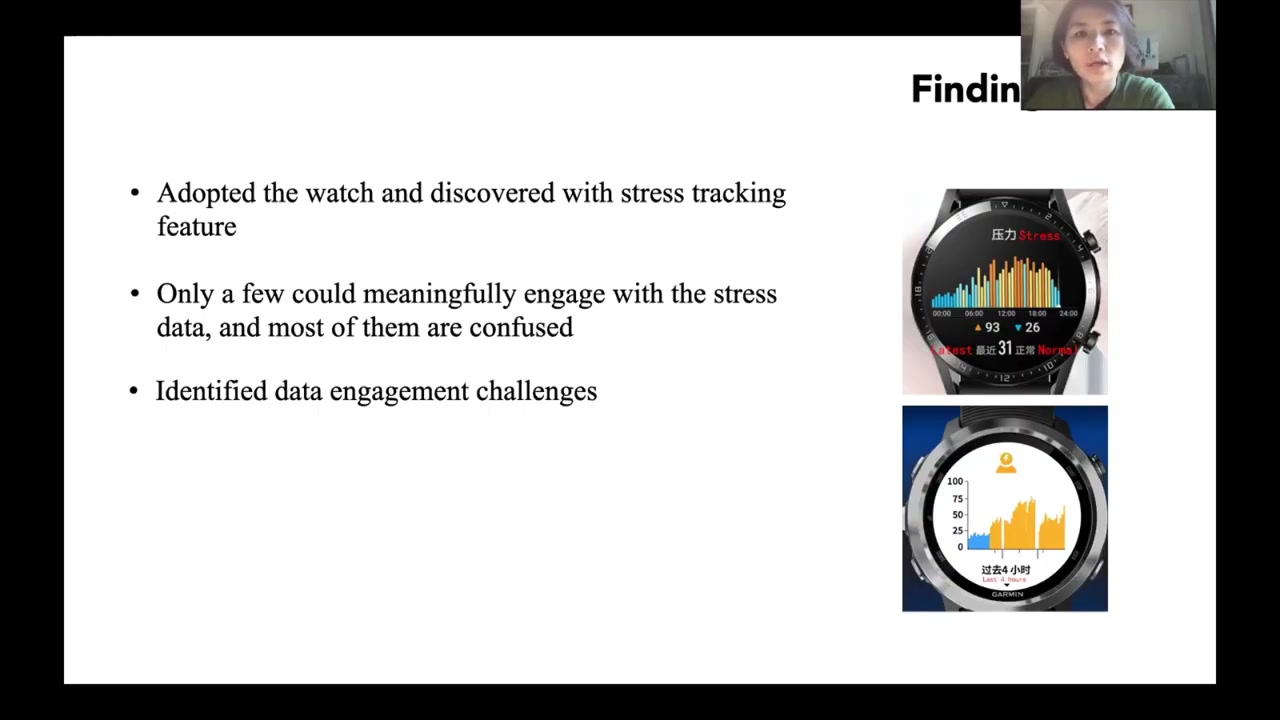 Findin
• Adopted the watch and discovered with stress tracking
feature
• Only a few could meaningfully engage with the stress
data, and most of them are confused
• Identified data engagement challenges
压力 Stress
00:00 06:00 12:00 18:00 24:00
▲ 93 ▼ 26
Latest 最近 31 正常 Normal
100
75
50
25
0
过去4 小时
Last 4 hours
GARMIN